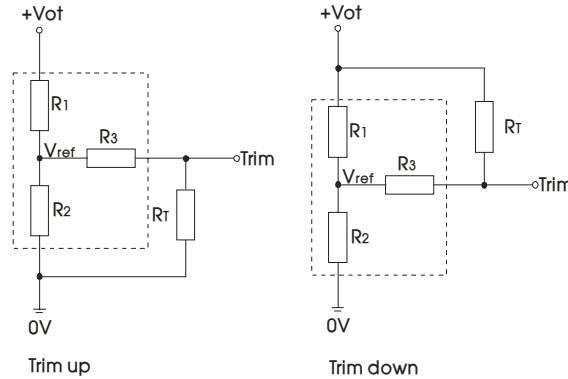 +Vot
R1
Vref
R3
Trim
R2
RT
0V
Trim up
+Vot
R1
RT
Vref
R3
Trim
R2
0V
Trim down